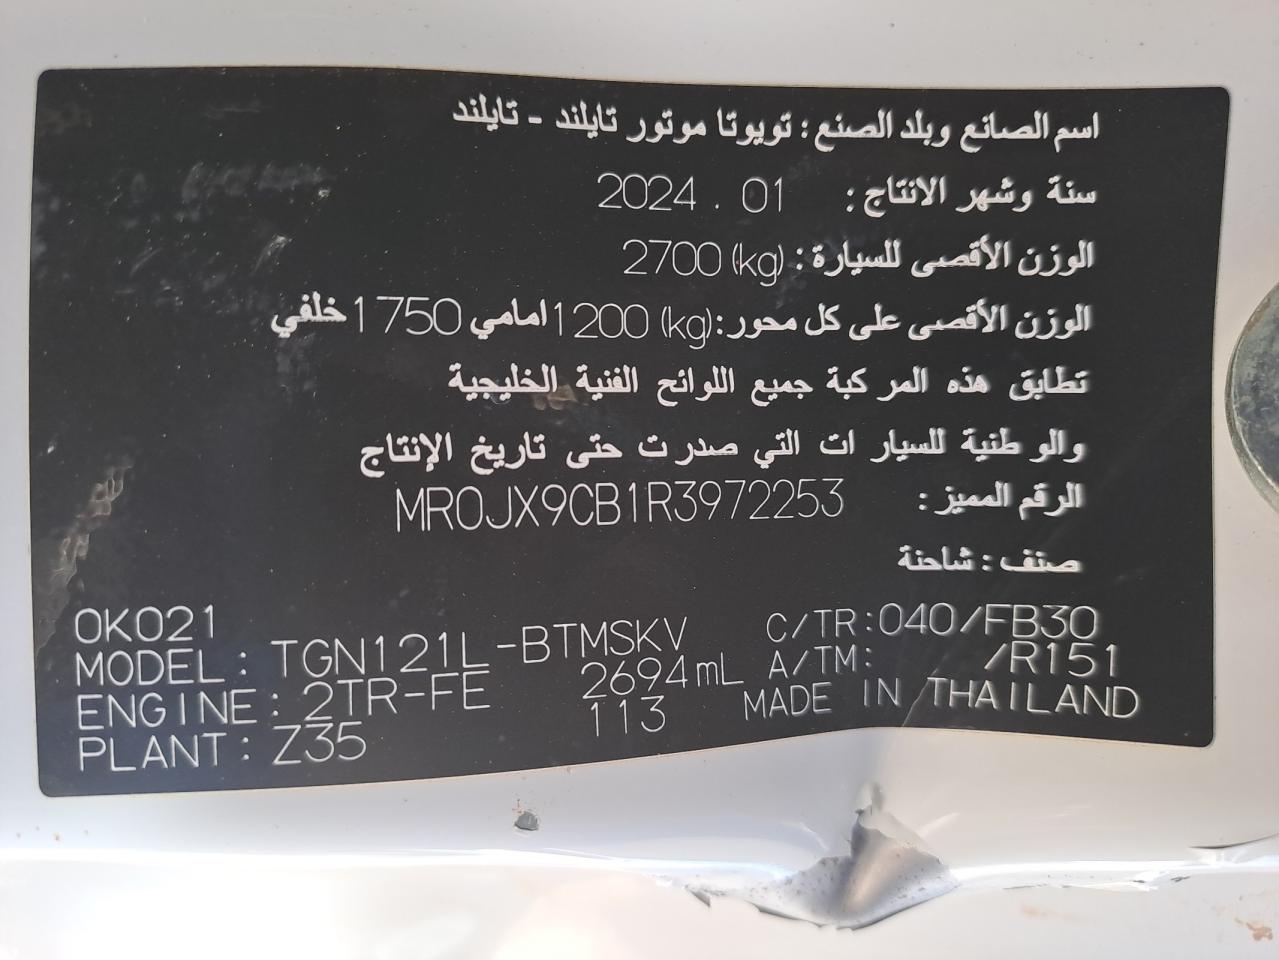 اسم الصانع وبلد الصنع : تويوتا موتور تايلند - تايلند
سنة وشهر الانتاج : 2024 . 01
الوزن الأقصى للسيارة : 2700 (kg)
الوزن الأقصى على كل محور: (kg) 1200 امامي 1750 خلفي
تطابق هذه المركبة جميع اللوائح الفنية الخليجية
والوطنية للسيارات التي صدرت حتى تاريخ الإنتاج
الرقم المميز : MR0JX9CB1R3972253
صنف : شاحنة
0K021
MODEL : TGN121L-BTMSKV C/TR:040/FB30
ENGINE : 2TR-FE 2694mL A/TM: /R151
PLANT : Z35 113 MADE IN THAILAND